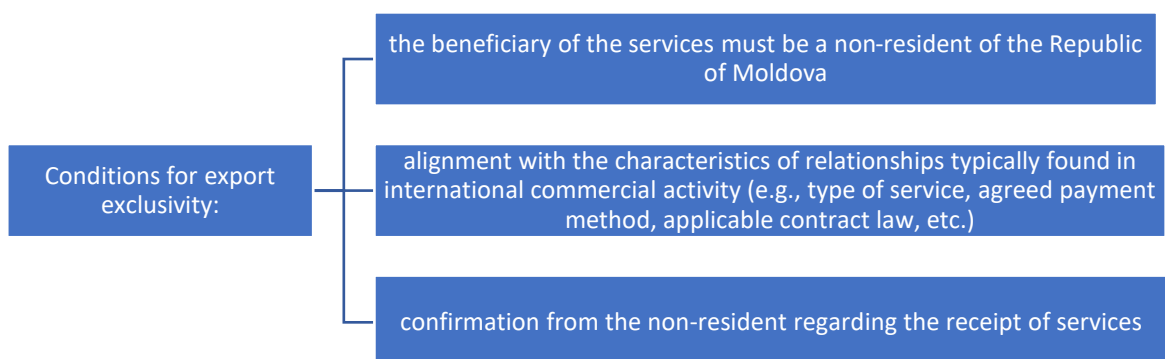 Conditions for export
exclusivity:
the beneficiary of the services must be a non-resident of the Republic
of Moldova
alignment with the characteristics of relationships typically found in
international commercial activity (e.g., type of service, agreed payment
method, applicable contract law, etc.)
confirmation from the non-resident regarding the receipt of services